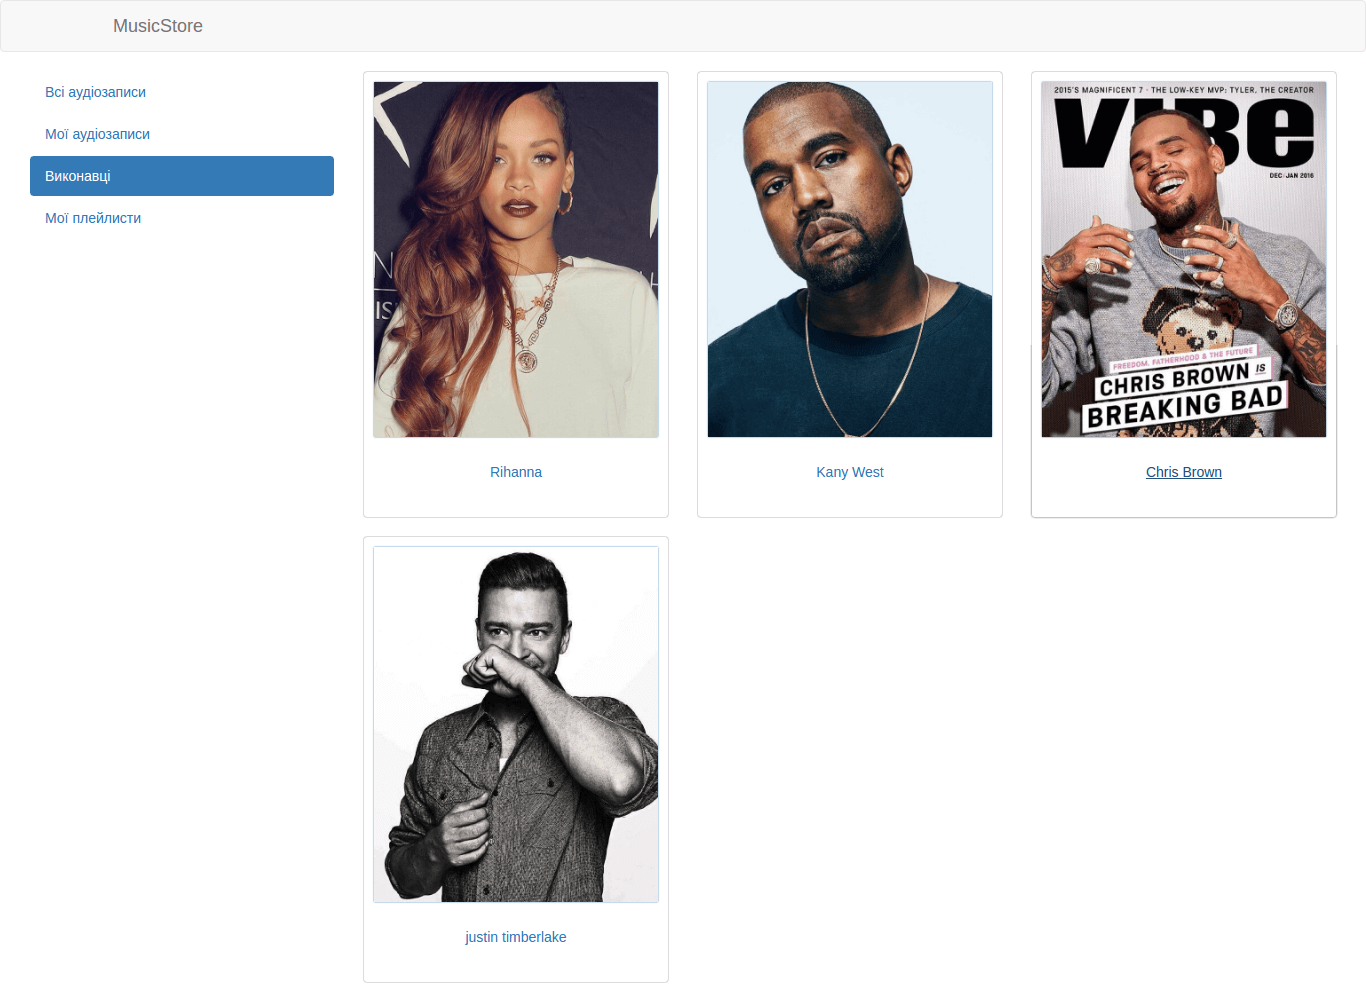 MusicStore
Всі аудіозаписи
Мої аудіозаписи
Виконавці
Мої плейлисти
2015'S MAGNIFICENT 7 · THE LOW-KEY MVP: TYLER, THE CREATOR
VIBE
DEC/JAN 2016
FREEDOM, FATHERHOOD & THE FUTURE
CHRIS BROWN IS
BREAKING BAD
Rihanna
Kany West
Chris Brown
justin timberlake